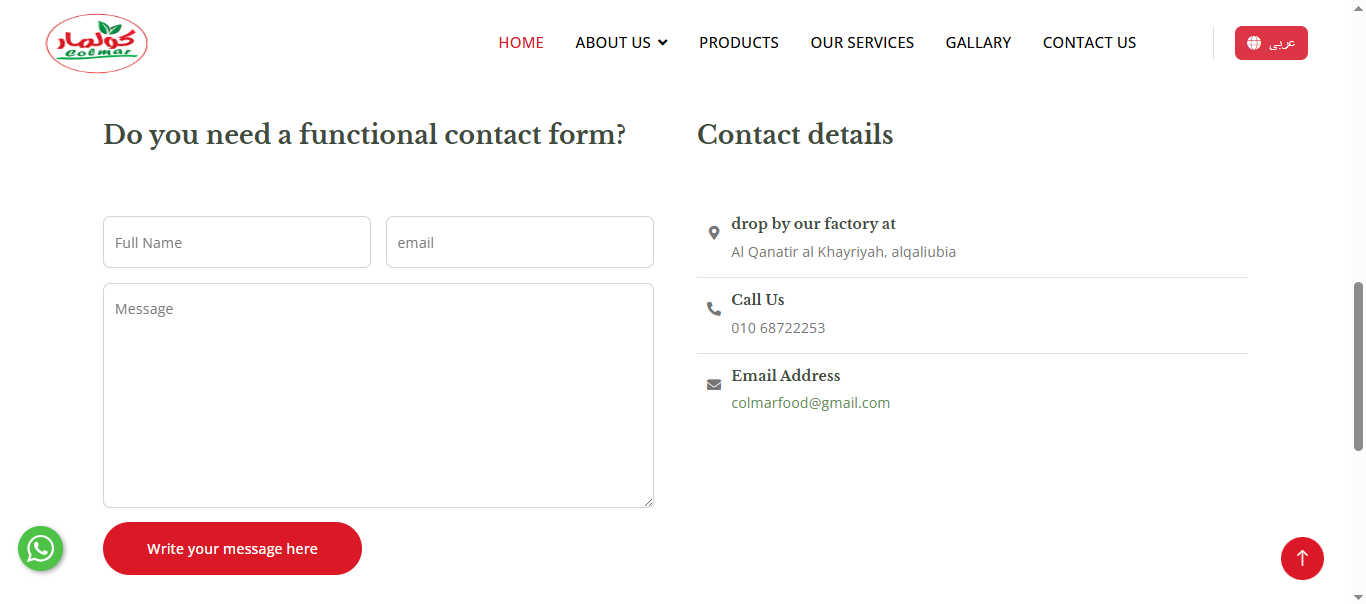 كولمار
Colmar
HOME
ABOUT US
PRODUCTS
OUR SERVICES
GALLARY
CONTACT US
عربى
Do you need a functional contact form?
Full Name
email
Message
Write your message here
Contact details
drop by our factory at
Al Qanatir al Khayriyah, alqaliubia
Call Us
010 68722253
Email Address
colmarfood@gmail.com